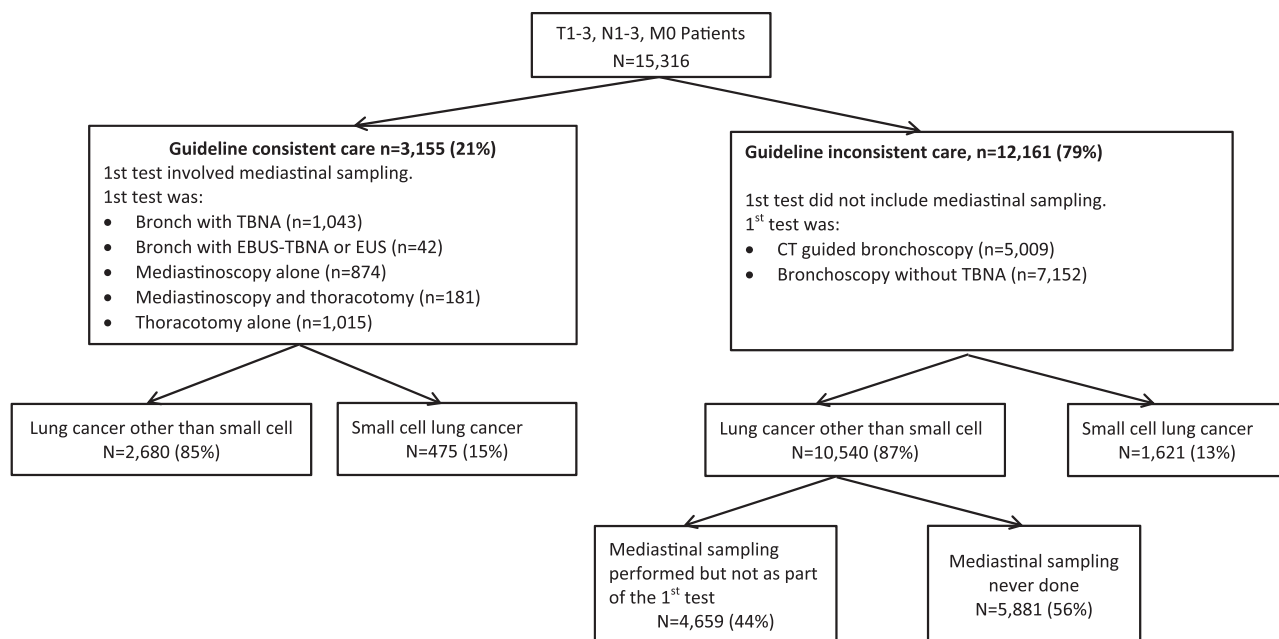 T1-3, N1-3, M0 Patients
N=15,316
Guideline consistent care n=3,155 (21%)
1st test involved mediastinal sampling.
1st test was:
• Bronch with TBNA (n=1,043)
• Bronch with EBUS-TBNA or EUS (n=42)
• Mediastinoscopy alone (n=874)
• Mediastinoscopy and thoracotomy (n=181)
• Thoracotomy alone (n=1,015)
Guideline inconsistent care, n=12,161 (79%)
1st test did not include mediastinal sampling.
1st test was:
• CT guided bronchoscopy (n=5,009)
• Bronchoscopy without TBNA (n=7,152)
Lung cancer other than small cell
N=2,680 (85%)
Small cell lung cancer
N=475 (15%)
Lung cancer other than small cell
N=10,540 (87%)
Small cell lung cancer
N=1,621 (13%)
Mediastinal sampling
performed but not as part
of the 1st test
N=4,659 (44%)
Mediastinal sampling
never done
N=5,881 (56%)